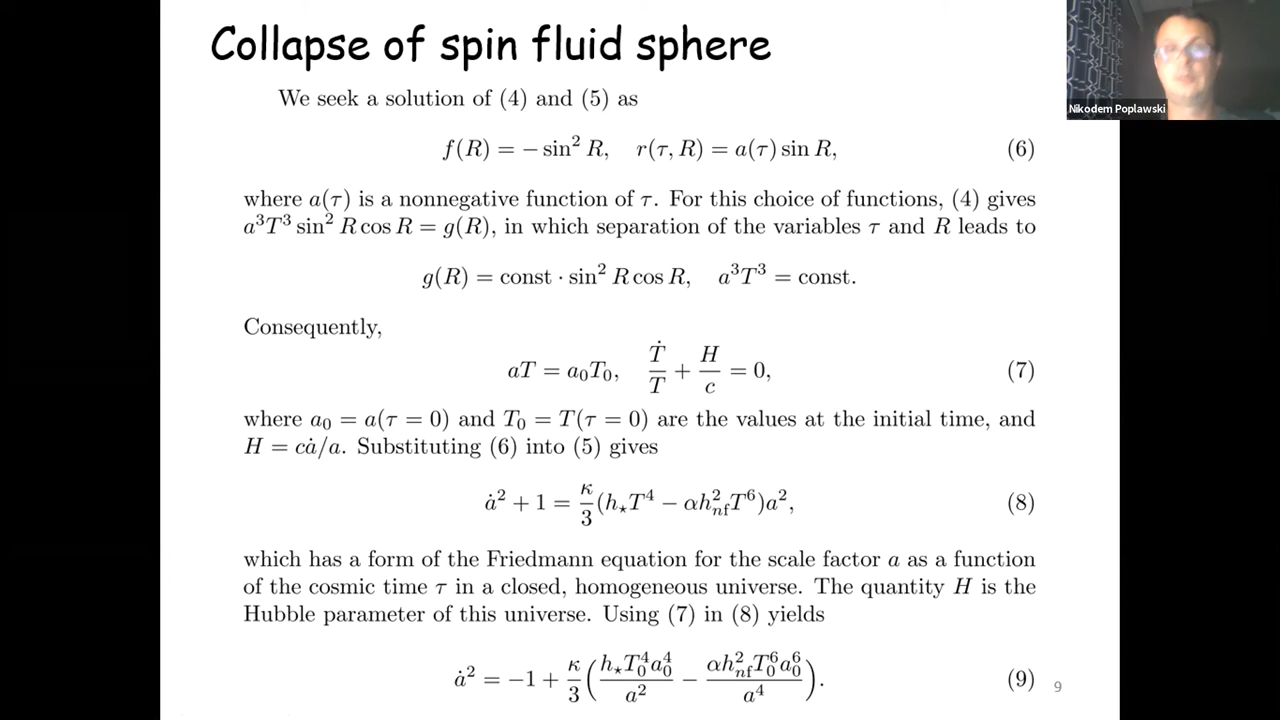 Collapse of spin fluid sphere
Nikodem Poplawski
We seek a solution of (4) and (5) as
f(R) = − sin² R, r(τ, R) = a(τ) sin R, (6)
where a(τ) is a nonnegative function of τ. For this choice of functions, (4) gives
a³T³ sin² R cos R = g(R), in which separation of the variables τ and R leads to
g(R) = const · sin² R cos R, a³T³ = const.
Consequently,
aT = a₀T₀, Ṫ/T + H/c = 0, (7)
where a₀ = a(τ = 0) and T₀ = T(τ = 0) are the values at the initial time, and
H = cȧ/a. Substituting (6) into (5) gives
ȧ² + 1 = κ/3 (h⋆T⁴ − αh²ₙfT⁶)a², (8)
which has a form of the Friedmann equation for the scale factor a as a function
of the cosmic time τ in a closed, homogeneous universe. The quantity H is the
Hubble parameter of this universe. Using (7) in (8) yields
ȧ² = −1 + κ/3 (h⋆T₀⁴a₀⁴/a² − αh²ₙfT₀⁶a₀⁶/a⁴). (9)
9